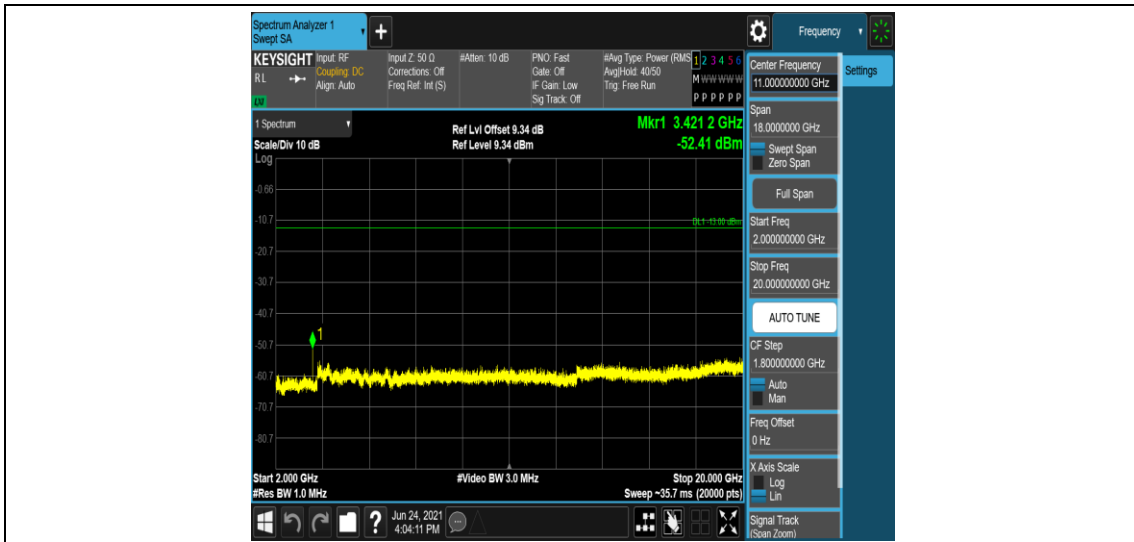 Spectrum Analyzer 1
Swept SA
+
Frequency
KEYSIGHT
RL
LXI
Input: RF
Coupling: DC
Align: Auto
Input Z: 50 Ω
Corrections: Off
Freq Ref: Int (S)
#Atten: 10 dB
PNO: Fast
Gate: Off
IF Gain: Low
Sig Track: Off
#Avg Type: Power (RMS
Avg|Hold: 40/50
Trig: Free Run
1 2 3 4 5 6
M W W W W W
P P P P P P
1 Spectrum
Scale/Div 10 dB
Log
Ref Lvl Offset 9.34 dB
Ref Level 9.34 dBm
Mkr1 3.421 2 GHz
-52.41 dBm
-0.66
-10.7
DL1 -13.00 dBm
-20.7
-30.7
-40.7
1
-50.7
-60.7
-70.7
-80.7
Start 2.000 GHz
#Res BW 1.0 MHz
#Video BW 3.0 MHz
Stop 20.000 GHz
Sweep ~35.7 ms (20000 pts)
Center Frequency
11.000000000 GHz
Settings
Span
18.0000000 GHz
Swept Span
Zero Span
Full Span
Start Freq
2.000000000 GHz
Stop Freq
20.000000000 GHz
AUTO TUNE
CF Step
1.800000000 GHz
Auto
Man
Freq Offset
0 Hz
X Axis Scale
Log
Lin
Signal Track
(Span Zoom)
?
Jun 24, 2021
4:04:11 PM